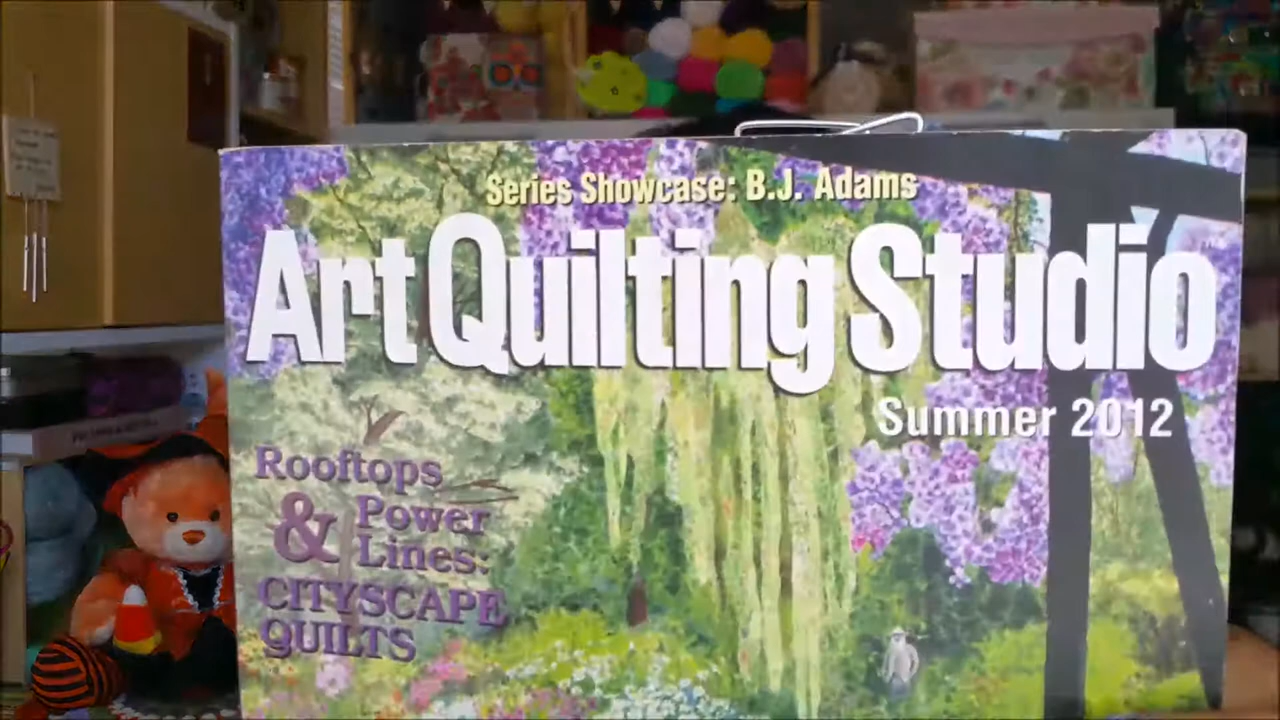 Series Showcase: B.J. Adams
Art Quilting Studio
Summer 2012
Rooftops
& Power
Lines:
CITYSCAPE
QUILTS